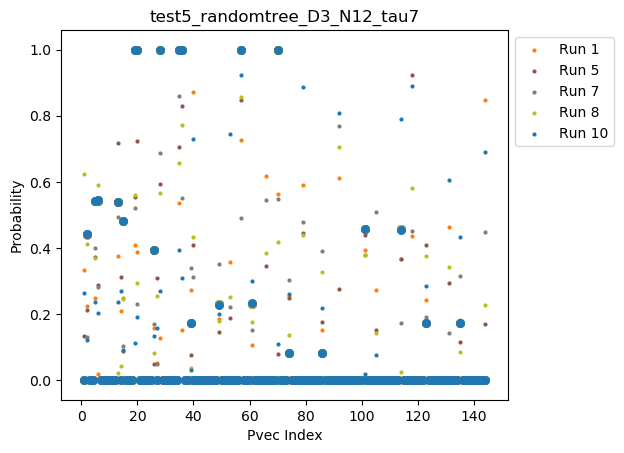 test5_randomtree_D3_N12_tau7
Probability
1.0
0.8
0.6
0.4
0.2
0.0
0 20 40 60 80 100 120 140
Pvec Index
Run 1
Run 5
Run 7
Run 8
Run 10